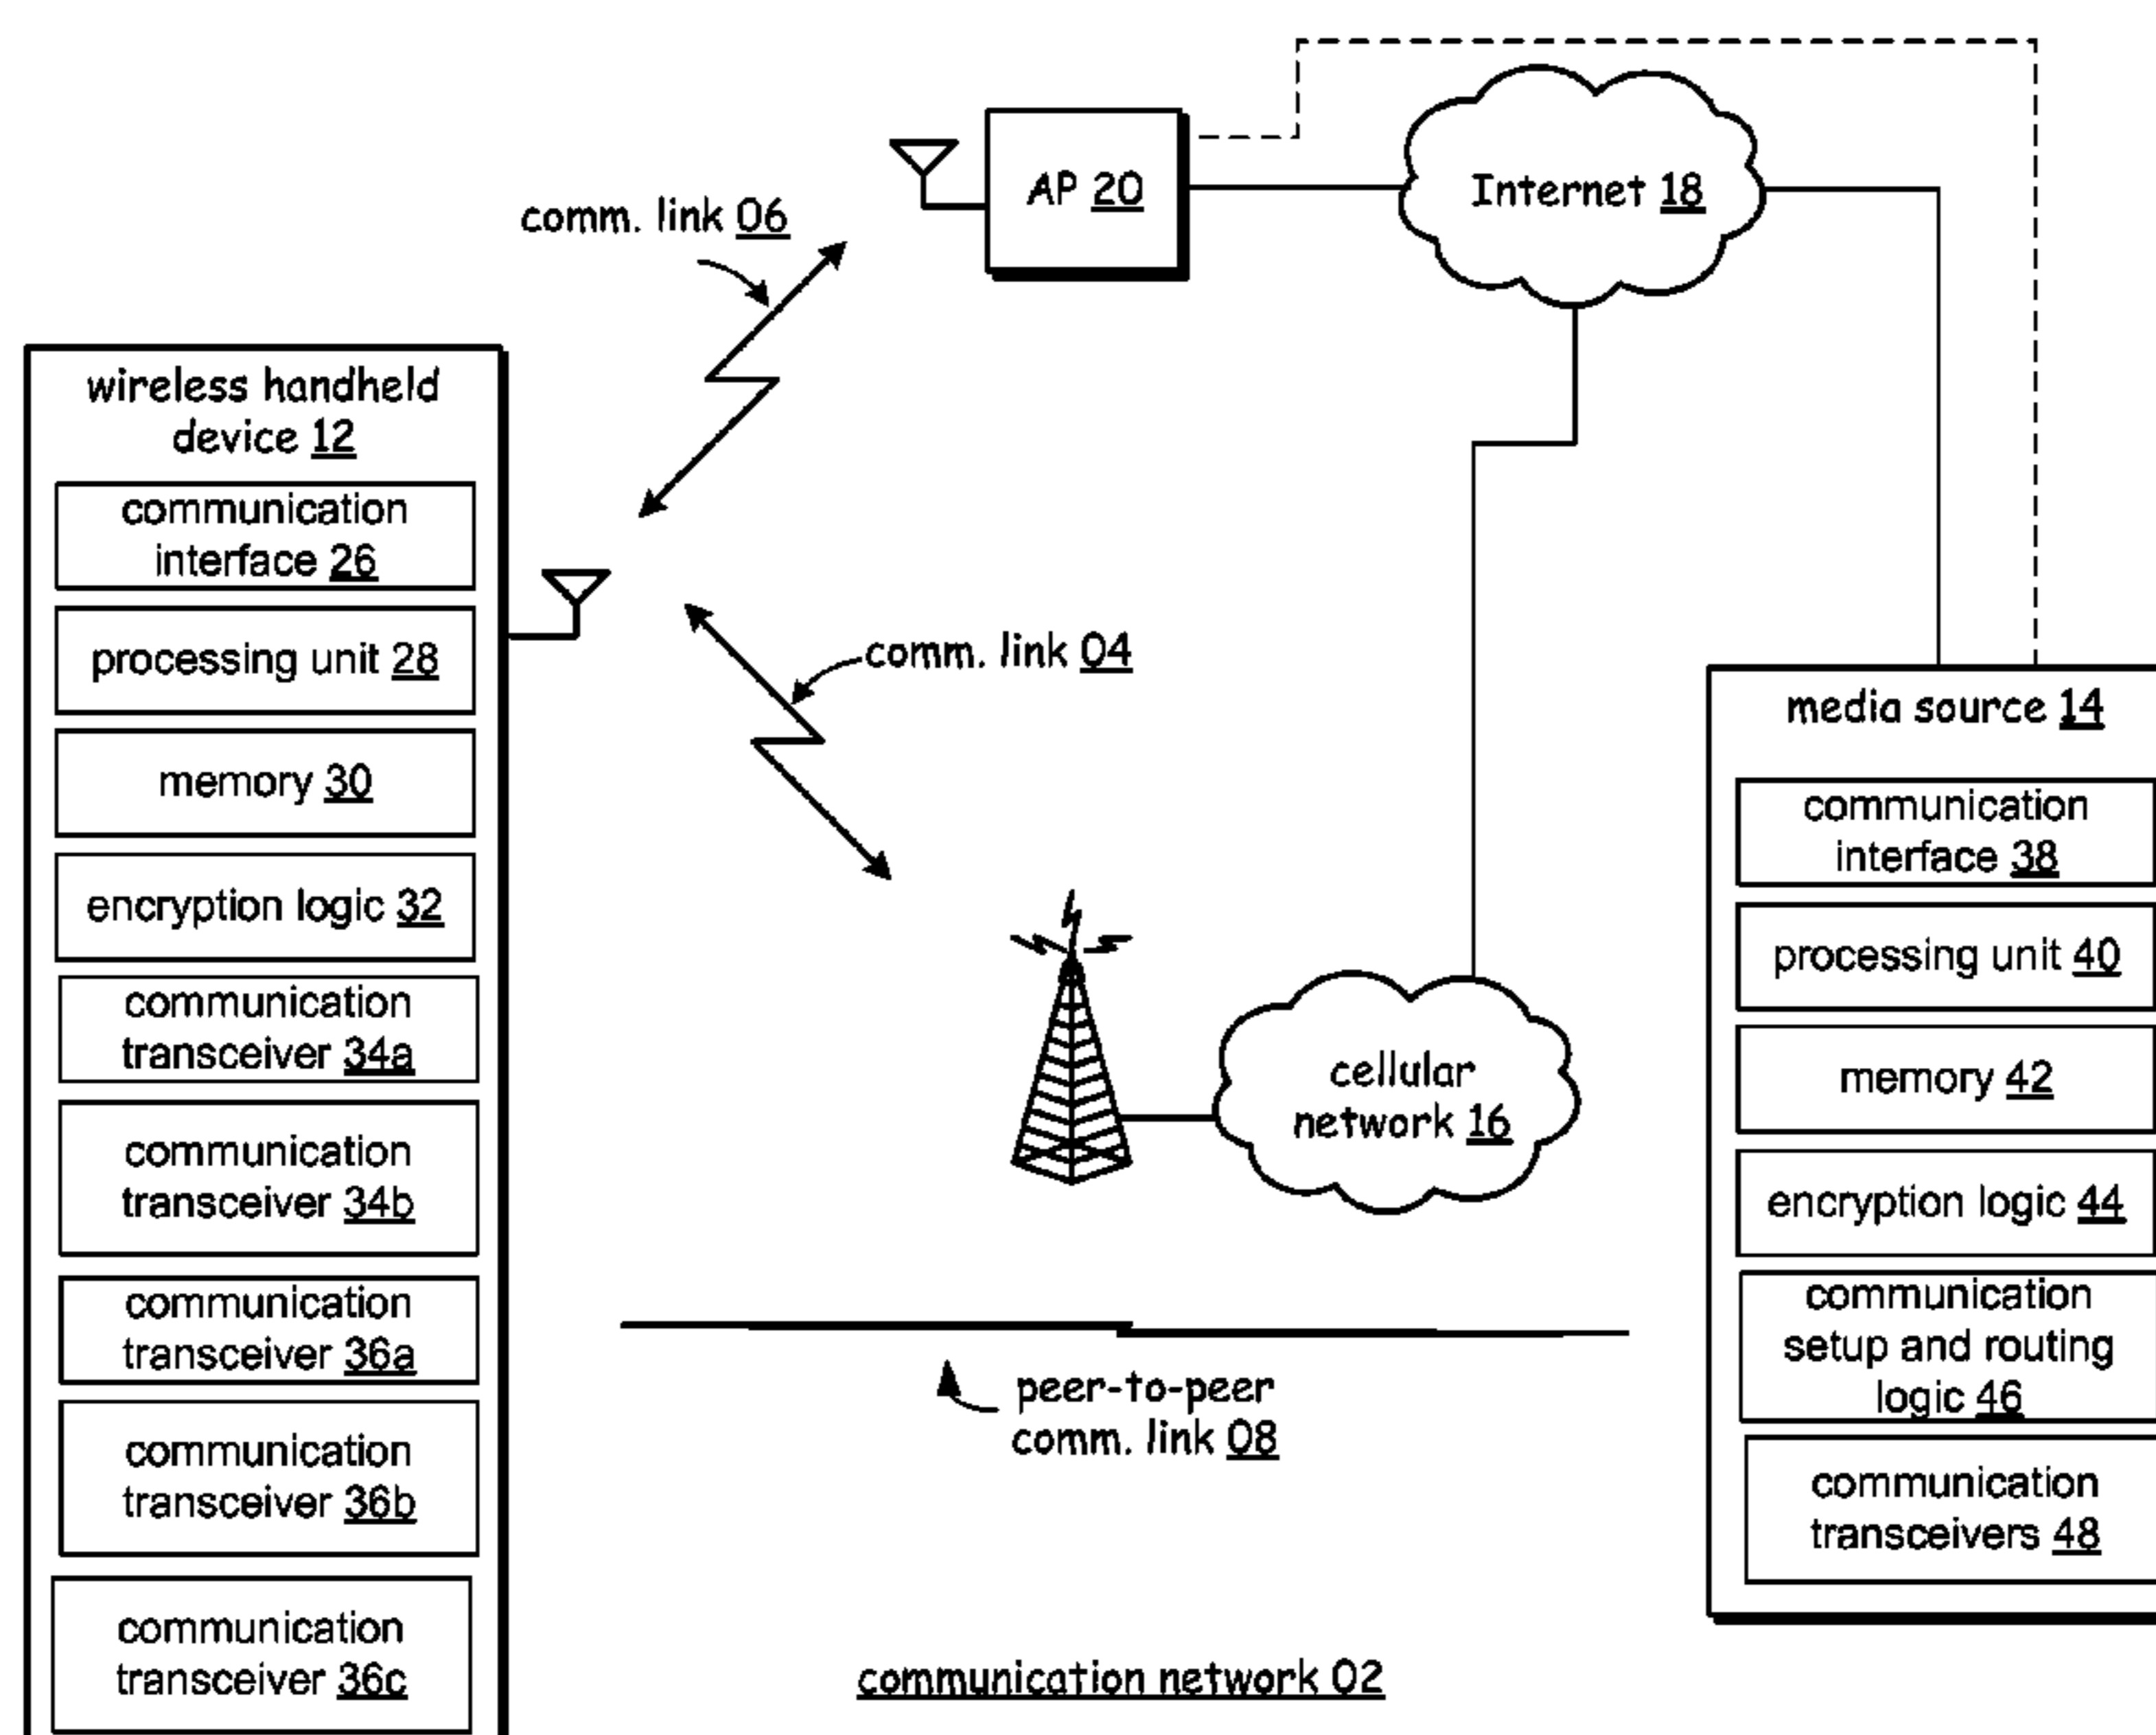 AP 20
Internet 18
comm. link 06
wireless handheld
device 12
communication
interface 26
processing unit 28
memory 30
encryption logic 32
communication
transceiver 34a
communication
transceiver 34b
communication
transceiver 36a
communication
transceiver 36b
communication
transceiver 36c
comm. link 04
cellular
network 16
peer-to-peer
comm. link 08
media source 14
communication
interface 38
processing unit 40
memory 42
encryption logic 44
communication
setup and routing
logic 46
communication
transceivers 48
communication network 02